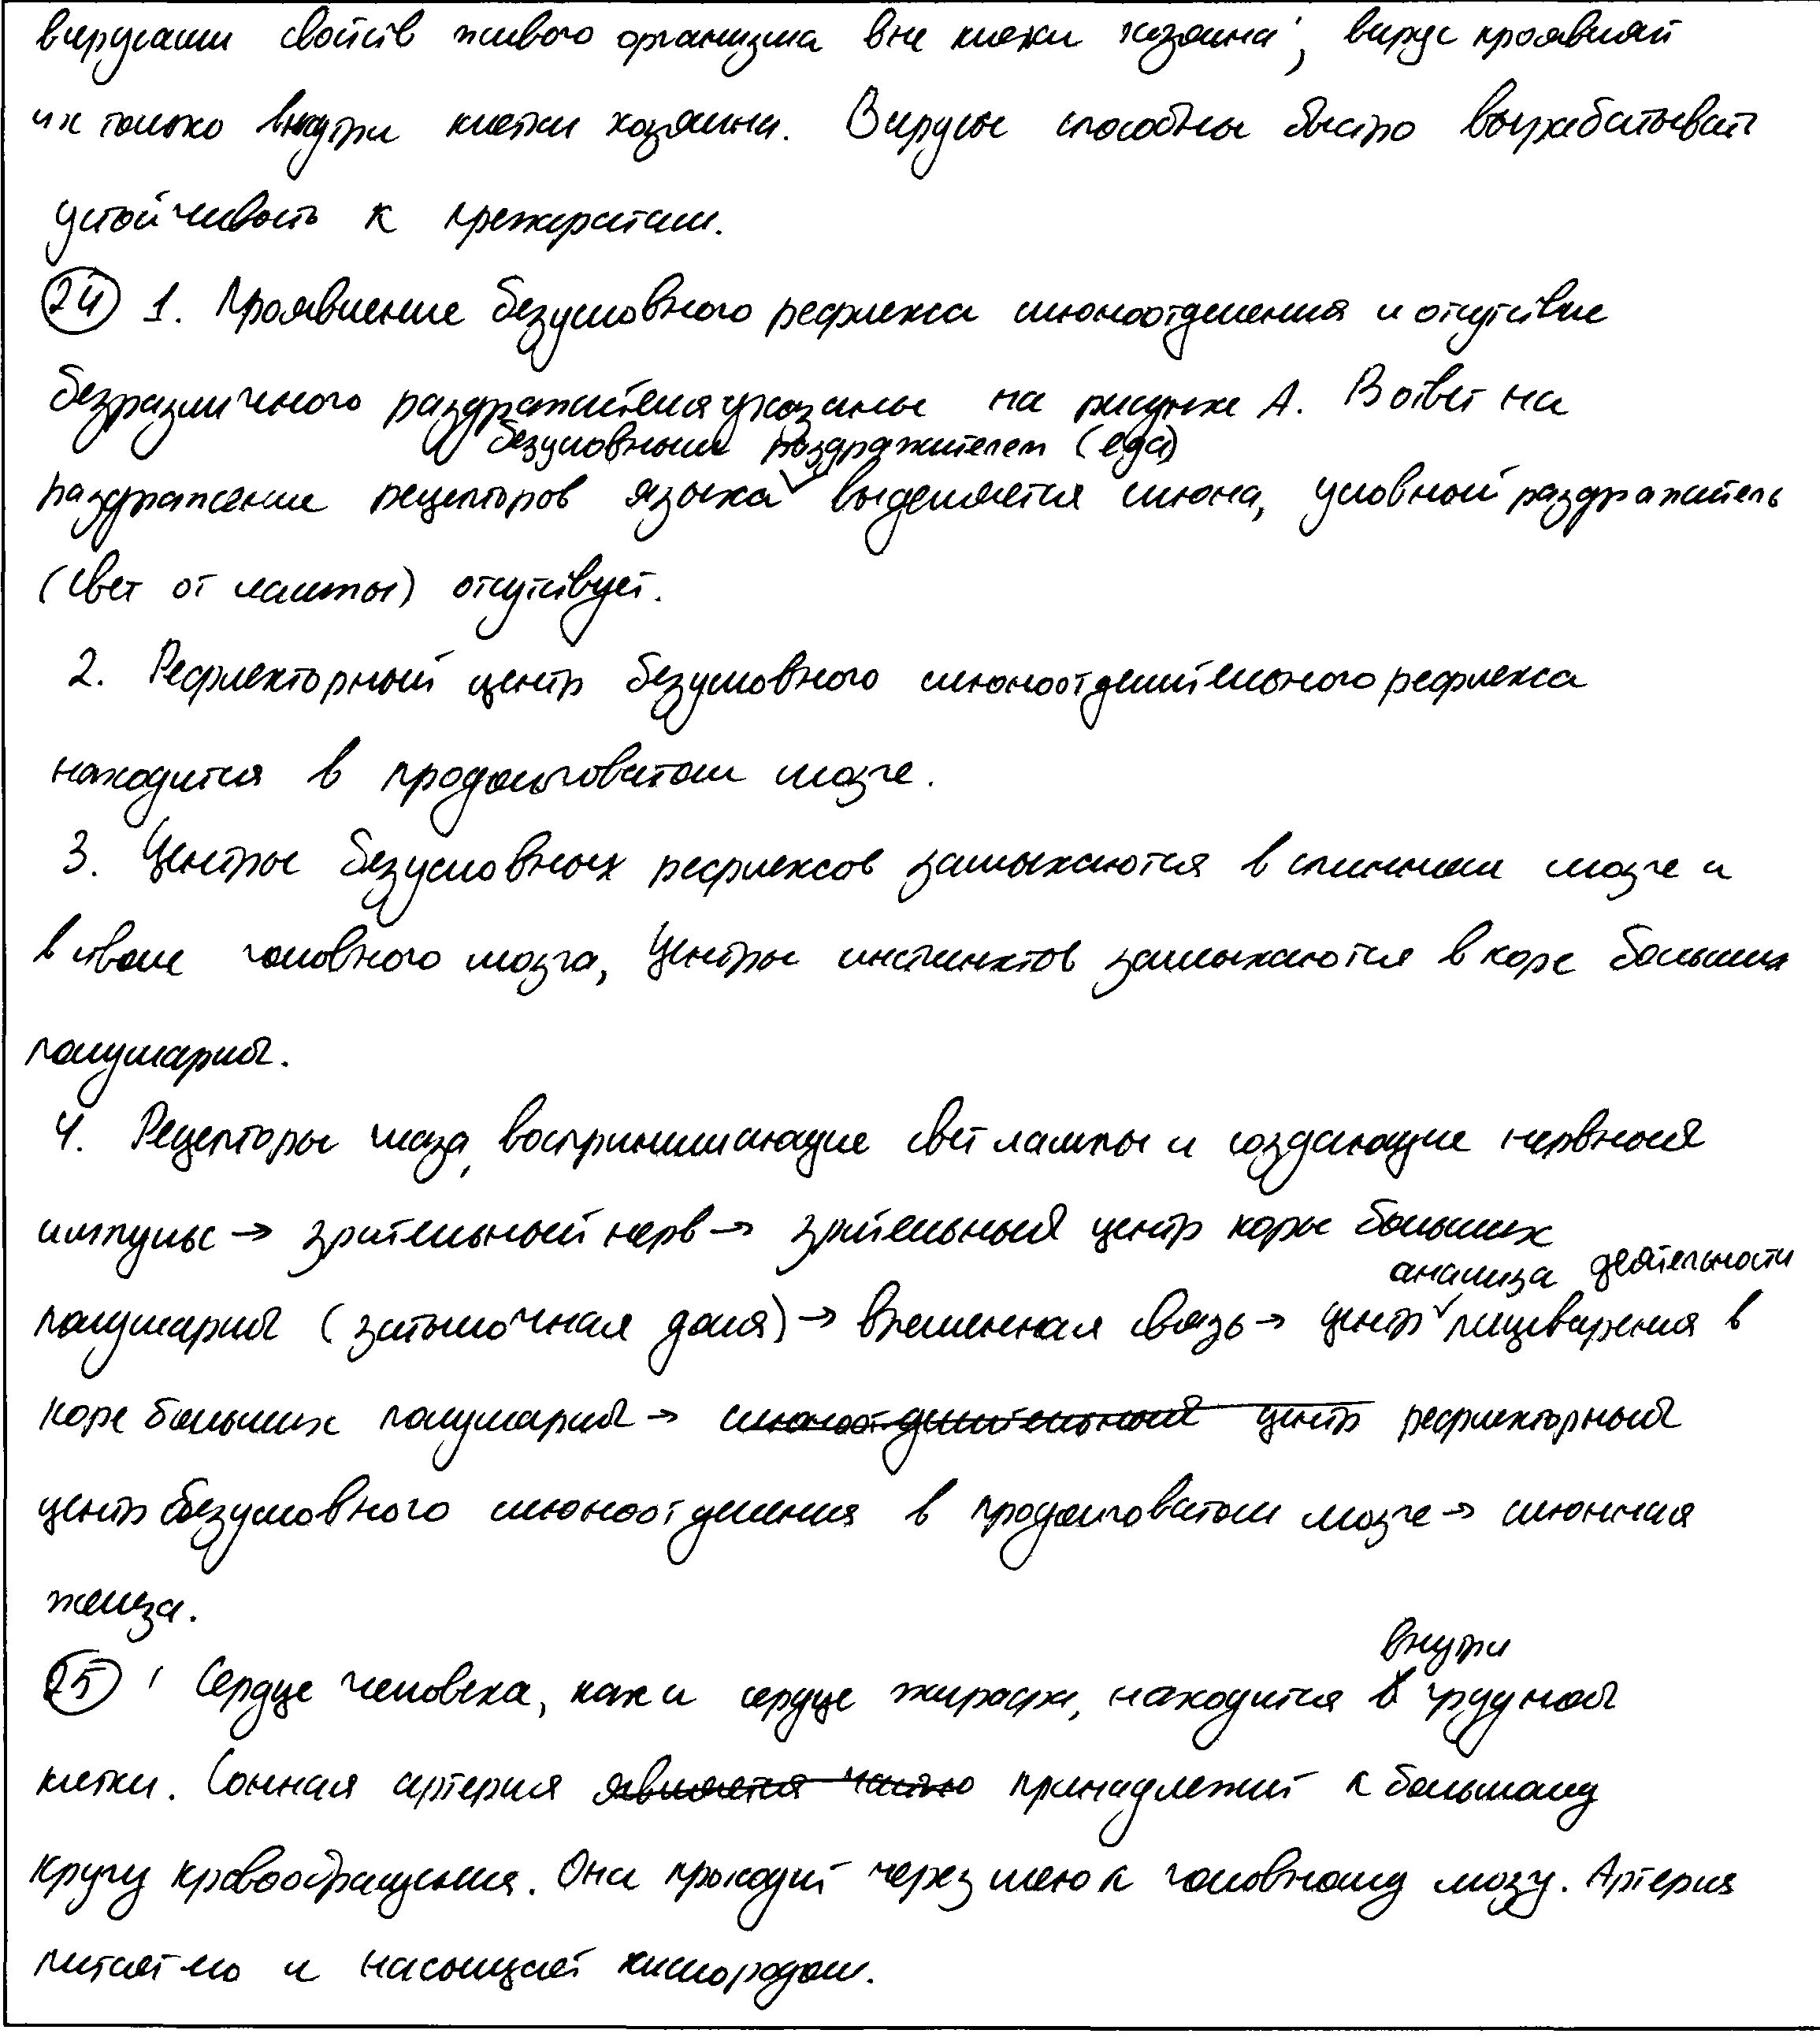 вирусами свойств живого организма вне клетки хозяина; вирус проявляет
их только внутри клетки хозяина. Вирусы способны быстро вырабатывать
устойчивость к препаратам.
24 1. Проявление безусловного рефлекса слюноотделения и отсутствие
безразличного раздражителя указаны на рисунке А. В ответ на
безусловным раздражителем (еда)
раздражение рецепторов языка выделяется слюна, условный раздражитель
(свет от лампы) отсутствует.
2. Рефлекторный центр безусловного слюноотделительного рефлекса
находится в продолговатом мозге.
3. Центры безусловных рефлексов замыкаются в спинном мозге и
в стволе головного мозга, Центры инстинктов замыкаются в коре больших
полушарий.
4. Рецепторы глаза, воспринимающие свет лампы и создающие нервный
импульс → зрительный нерв → зрительный центр коры больших
анализа деятельности
полушарий (затылочная доля) → временная связь → центр пищеварения в
коре больших полушарий → слюноотделительный центр рефлекторный
центр безусловного слюноотделения в продолговатом мозге → слюнная
железа.
внутри
25 1 Сердце человека, как и сердце жирафа, находится в грудной
клетки. Сонная артерия является частью принадлежит к большому
кругу кровообращения. Она проходит через шею к головному мозгу. Артерия
питает его и насыщает кислородом.